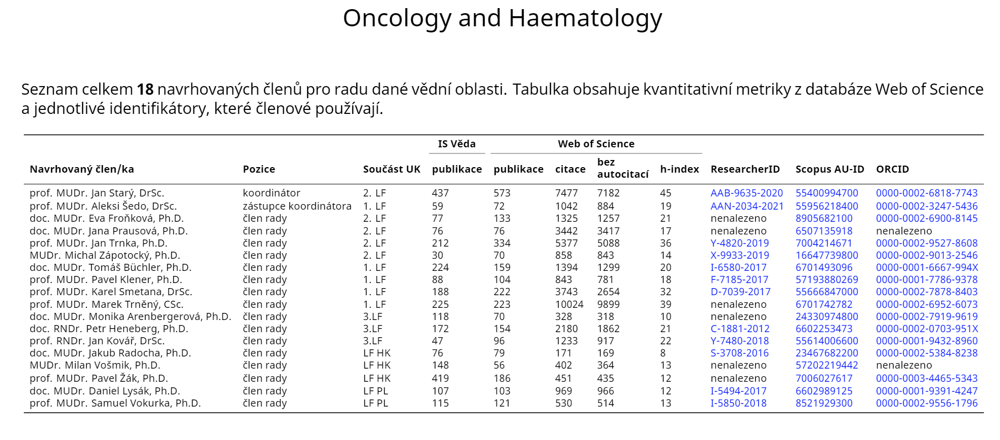 Oncology and Haematology
Seznam celkem 18 navrhovaných členů pro radu dané vědní oblasti. Tabulka obsahuje kvantitativní metriky z databáze Web of Science
a jednotlivé identifikátory, které členové používají.
IS Věda Web of Science
Navrhovaný člen/ka Pozice Součást UK publikace publikace citace bez autocitací h-index ResearcherID Scopus AU-ID ORCID
prof. MUDr. Jan Starý, DrSc. koordinátor 2. LF 437 573 7477 7182 45 AAB-9635-2020 55400994700 0000-0002-6818-7743
prof. MUDr. Aleksi Šedo, DrSc. zástupce koordinátora 1. LF 59 72 1042 884 19 AAN-2034-2021 55956218400 0000-0002-3247-5436
doc. MUDr. Eva Froňková, Ph.D. člen rady 2. LF 77 133 1325 1257 21 nenalezeno 8905682100 0000-0002-6900-8145
doc. MUDr. Jana Prausová, Ph.D. člen rady 2. LF 76 76 3442 3417 17 nenalezeno 6507135918 nenalezeno
prof. MUDr. Jan Trnka, Ph.D. člen rady 2. LF 212 334 5377 5088 36 Y-4820-2019 7004214671 0000-0002-9527-8608
MUDr. Michal Zápotocký, Ph.D. člen rady 2. LF 30 70 858 843 14 X-9933-2019 16647739800 0000-0002-9013-2546
doc. MUDr. Tomáš Büchler, Ph.D. člen rady 1. LF 224 159 1394 1299 20 I-6580-2017 6701493096 0000-0001-6667-994X
prof. MUDr. Pavel Klener, Ph.D. člen rady 1. LF 88 104 843 781 18 F-7185-2017 57193880269 0000-0001-7786-9378
prof. MUDr. Karel Smetana, DrSc. člen rady 1. LF 188 222 3743 2654 32 D-7039-2017 55666847000 0000-0002-7878-8403
prof. MUDr. Marek Trněný, CSc. člen rady 1. LF 225 223 10024 9899 39 nenalezeno 6701742782 0000-0002-6952-6073
doc. MUDr. Monika Arenbergerová, Ph.D. člen rady 3.LF 118 70 328 318 10 nenalezeno 24330974800 0000-0002-7919-9619
doc. RNDr. Petr Heneberg, Ph.D. člen rady 3.LF 172 154 2180 1862 21 C-1881-2012 6602253473 0000-0002-0703-951X
prof. RNDr. Jan Kovář, DrSc. člen rady 3.LF 47 96 1233 917 22 Y-7480-2018 55614006600 0000-0001-9432-8960
doc. MUDr. Jakub Radocha, Ph.D. člen rady LF HK 76 79 171 169 8 S-3708-2016 23467682200 0000-0002-5384-8238
MUDr. Milan Vošmik, Ph.D. člen rady LF HK 148 56 402 364 13 nenalezeno 57202219442 nenalezeno
prof. MUDr. Pavel Žák, Ph.D. člen rady LF HK 419 186 451 435 12 nenalezeno 7006027617 0000-0003-4465-5343
doc. MUDr. Daniel Lysák, Ph.D. člen rady LF PL 107 103 969 966 12 I-5494-2017 6602989125 0000-0001-9391-4247
prof. MUDr. Samuel Vokurka, Ph.D. člen rady LF PL 115 121 530 514 13 I-5850-2018 8521929300 0000-0002-9556-1796